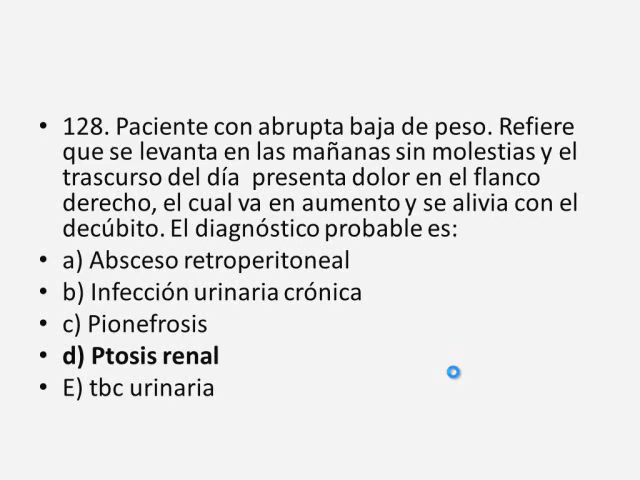 • 128. Paciente con abrupta baja de peso. Refiere
que se levanta en las mañanas sin molestias y el
trascurso del día  presenta dolor en el flanco
derecho, el cual va en aumento y se alivia con el
decúbito. El diagnóstico probable es:
• a) Absceso retroperitoneal
• b) Infección urinaria crónica
• c) Pionefrosis
• d) Ptosis renal
• E) tbc urinaria